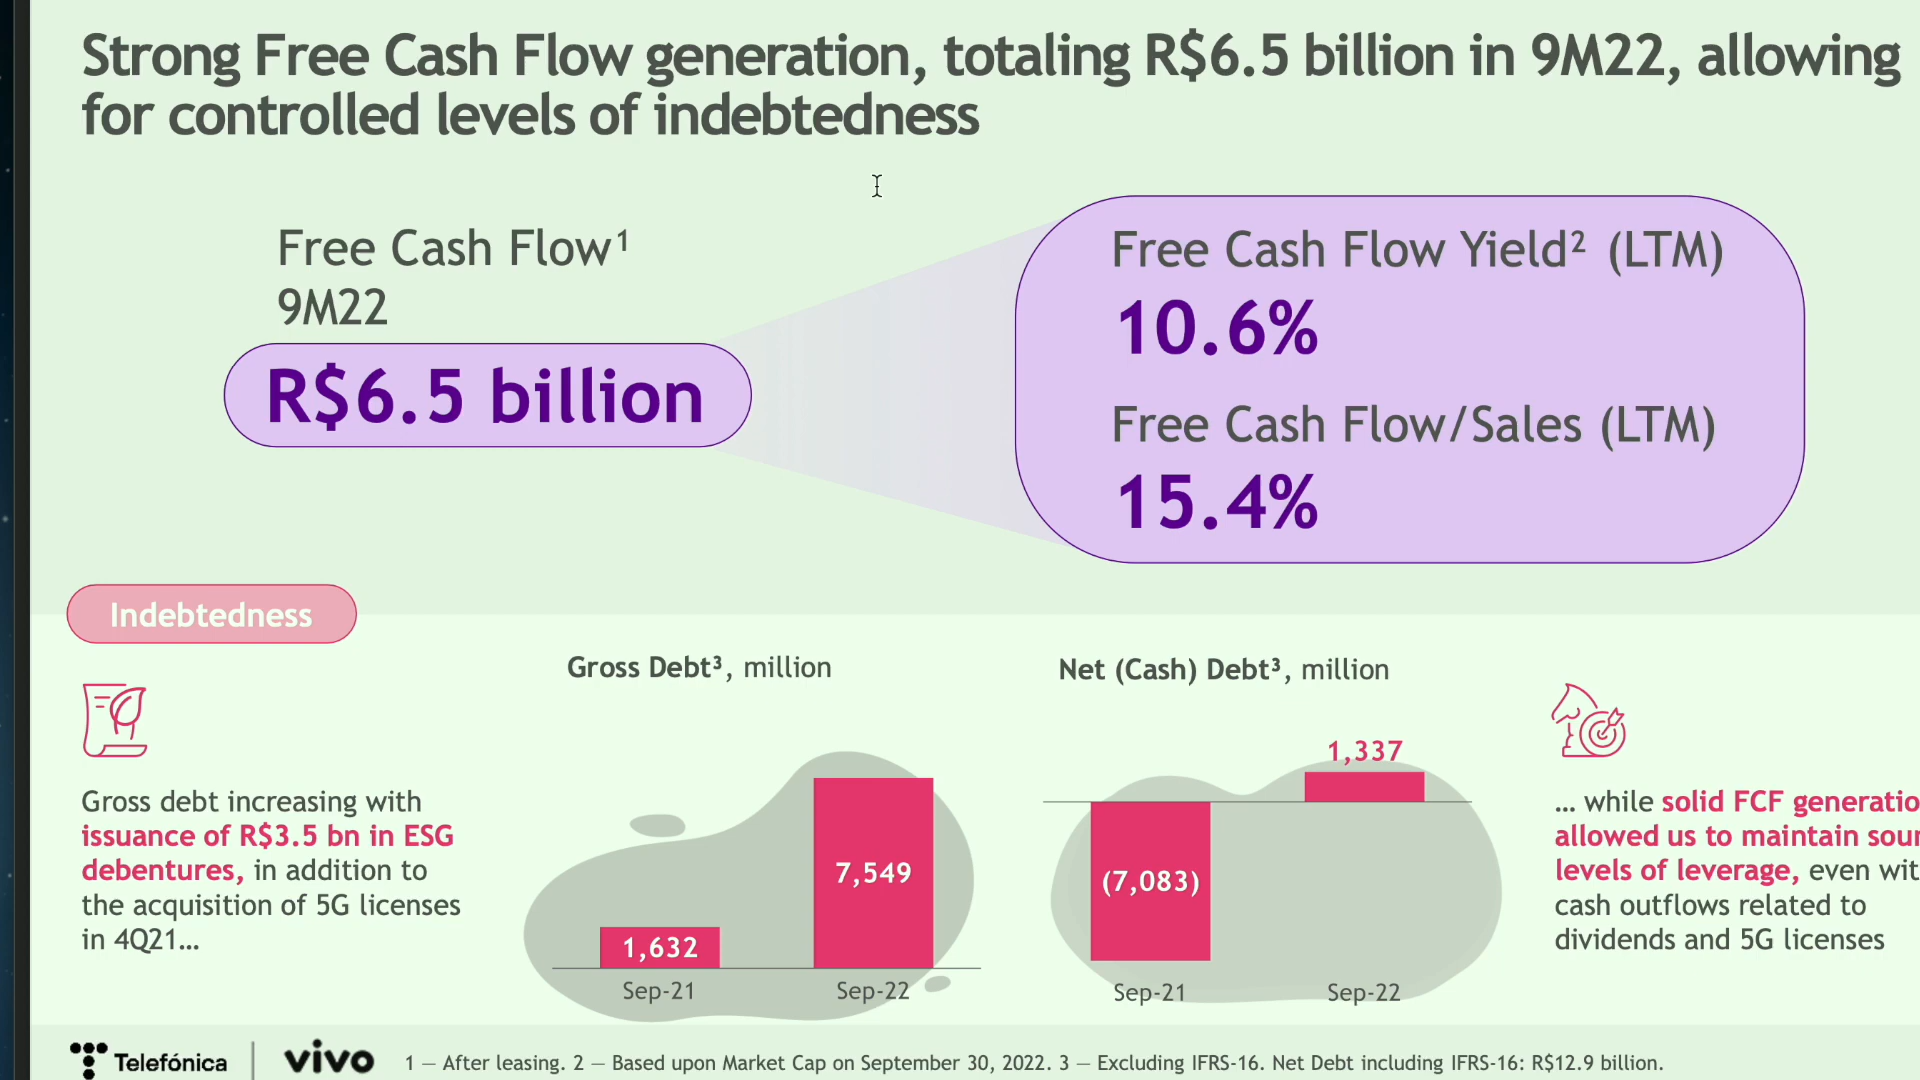 Strong Free Cash Flow generation, totaling R$6.5 billion in 9M22, allowing
for controlled levels of indebtedness
Free Cash Flow¹
9M22
R$6.5 billion
Free Cash Flow Yield² (LTM)
10.6%
Free Cash Flow/Sales (LTM)
15.4%
Indebtedness
Gross debt increasing with
issuance of R$3.5 bn in ESG
debentures, in addition to
the acquisition of 5G licenses
in 4Q21…
Gross Debt³, million
1,632
7,549
Sep-21
Sep-22
Net (Cash) Debt³, million
(7,083)
1,337
Sep-21
Sep-22
… while solid FCF
allowed us to maintain
levels of leverage, even
cash outflows related to
dividends and 5G licenses
Telefónica
vivo
1 — After leasing. 2 — Based upon Market Cap on September 30, 2022. 3 — Excluding IFRS-16. Net Debt including IFRS-16: R$12.9 billion.